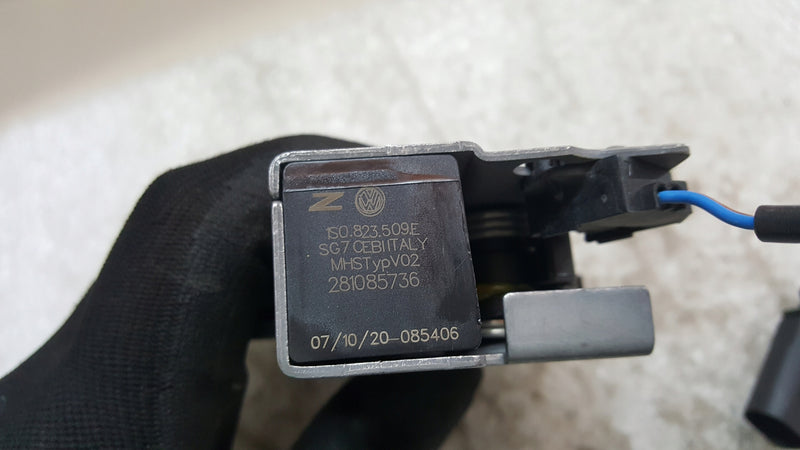 Z
1S0.823.509.E
SG7 CEBI ITALY
MHSTypV02
281085736
07/10/20-085406